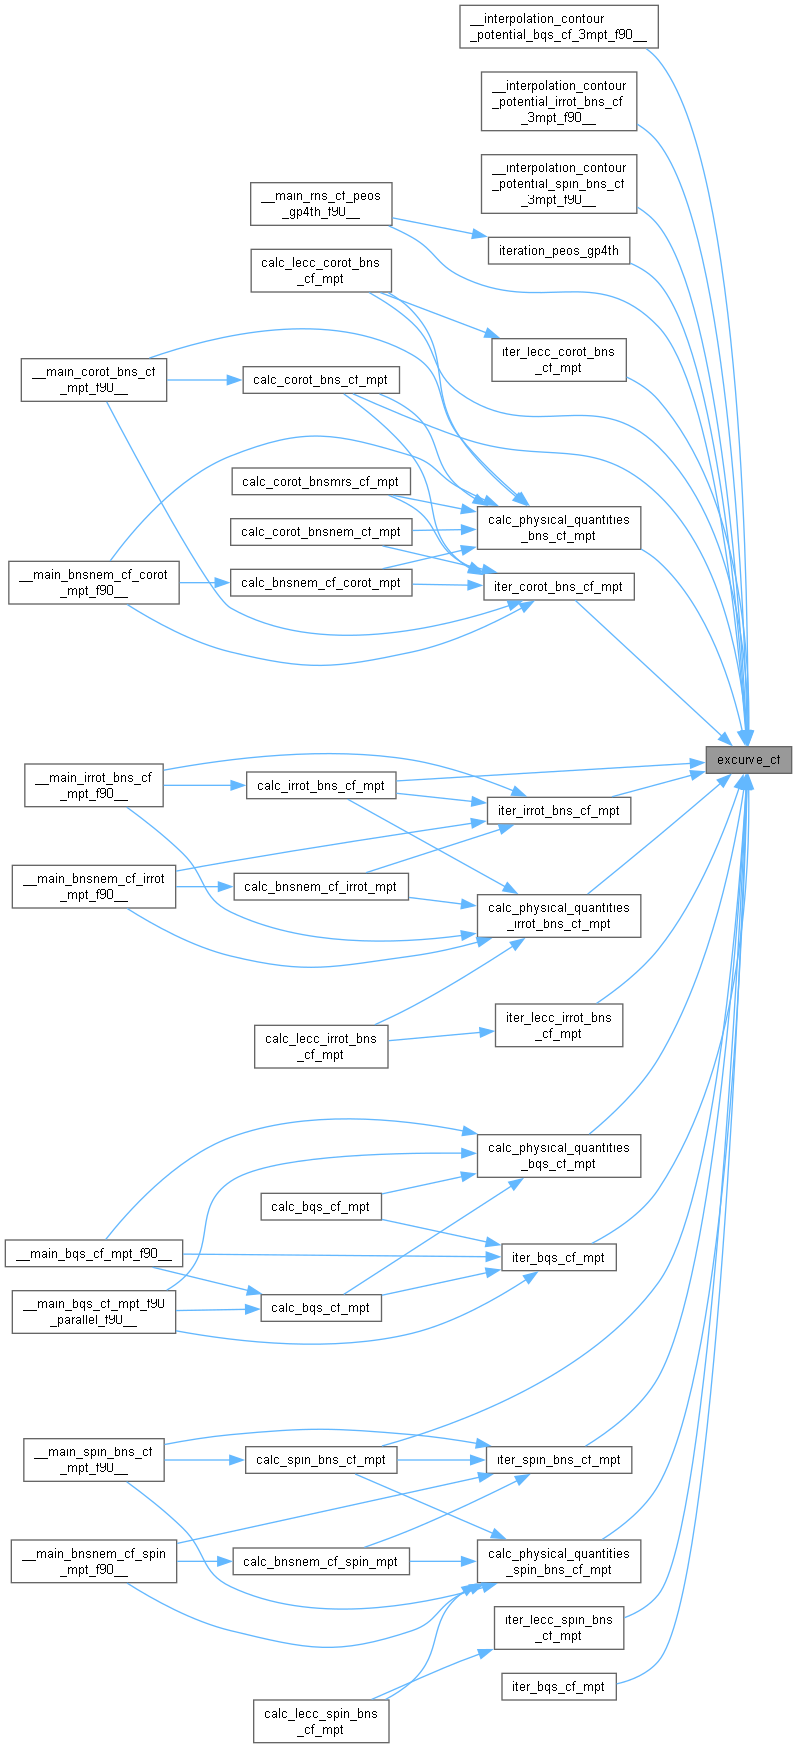 __interpolation_contour
_potential_bqs_cf_3mpt_f90__
__interpolation_contour
_potential_irrot_bns_cf
_3mpt_f90__
__interpolation_contour
_potential_spin_bns_cf
_3mpt_f90__
__main_rns_cf_peos
_gp4th_f90__
iteration_peos_gp4th
calc_lecc_corot_bns
_cf_mpt
iter_lecc_corot_bns
_cf_mpt
__main_corot_bns_cf
_mpt_f90__
calc_corot_bns_cf_mpt
calc_corot_bnsmrs_cf_mpt
calc_physical_quantities
_bns_cf_mpt
calc_corot_bnsnem_cf_mpt
__main_bnsnem_cf_corot
_mpt_f90__
calc_bnsnem_cf_corot_mpt
iter_corot_bns_cf_mpt
excurve_cf
__main_irrot_bns_cf
_mpt_f90__
calc_irrot_bns_cf_mpt
iter_irrot_bns_cf_mpt
__main_bnsnem_cf_irrot
_mpt_f90__
calc_bnsnem_cf_irrot_mpt
calc_physical_quantities
_irrot_bns_cf_mpt
calc_lecc_irrot_bns
_cf_mpt
iter_lecc_irrot_bns
_cf_mpt
calc_physical_quantities
_bqs_cf_mpt
calc_bqs_cf_mpt
__main_bqs_cf_mpt_f90__
iter_bqs_cf_mpt
__main_bqs_cf_mpt_f90
_parallel_f90__
calc_bqs_cf_mpt
__main_spin_bns_cf
_mpt_f90__
calc_spin_bns_cf_mpt
iter_spin_bns_cf_mpt
__main_bnsnem_cf_spin
_mpt_f90__
calc_bnsnem_cf_spin_mpt
calc_physical_quantities
_spin_bns_cf_mpt
iter_lecc_spin_bns
_cf_mpt
iter_bqs_cf_mpt
calc_lecc_spin_bns
_cf_mpt